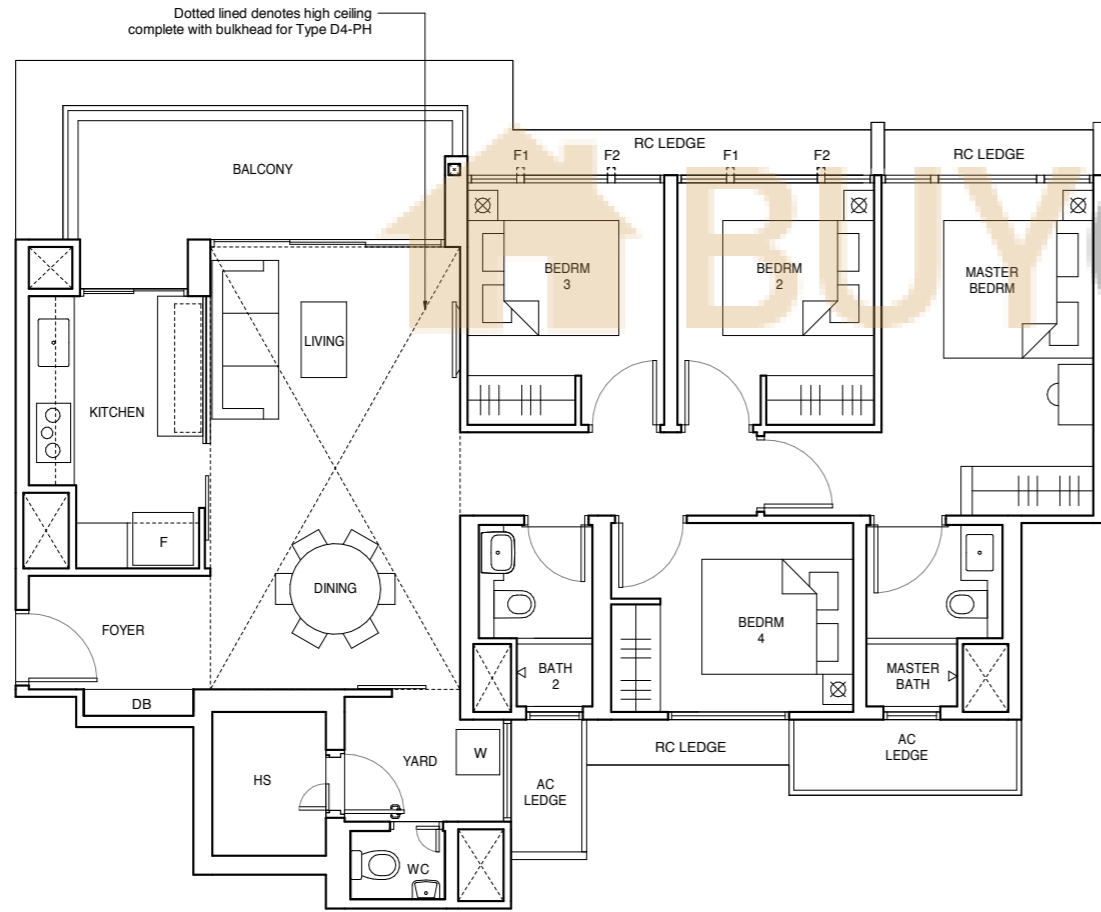 Dotted lined denotes high ceiling
complete with bulkhead for Type D4-PH
RC LEDGE
RC LEDGE
F1
F2
F1
F2
BALCONY
BUY
BEDRM
3
BEDRM
2
MASTER
BEDRM
LIVING
KITCHEN
F
DINING
FOYER
BEDRM
4
BATH
2
MASTER
BATH
DB
HS
YARD
W
RC LEDGE
AC
LEDGE
AC
LEDGE
WC